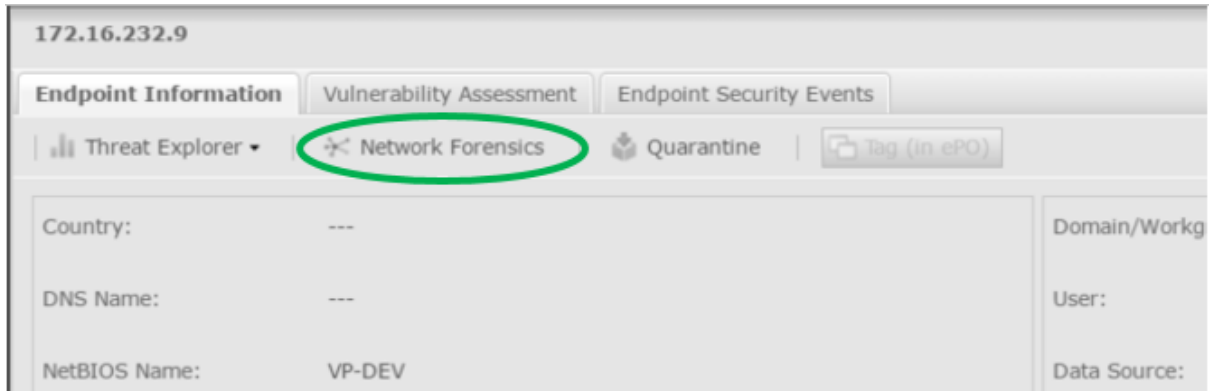 172.16.232.9
Endpoint Information Vulnerability Assessment Endpoint Security Events
Threat Explorer Network Forensics Quarantine Tag (in ePO)
Country: --- Domain/Workg
DNS Name: --- User:
NetBIOS Name: VP-DEV Data Source: